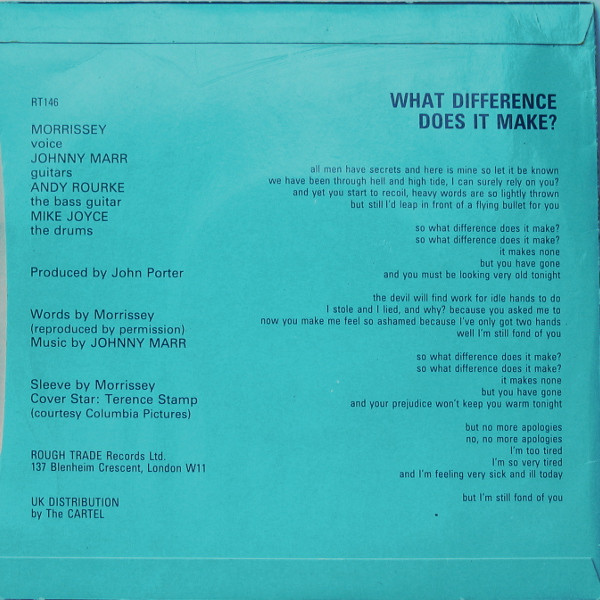 RT146
MORRISSEY
voice
JOHNNY MARR
guitars
ANDY ROURKE
the bass guitar
MIKE JOYCE
the drums
Produced by John Porter
Words by Morrissey
(reproduced by permission)
Music by JOHNNY MARR
Sleeve by Morrissey
Cover Star: Terence Stamp
(courtesy Columbia Pictures)
ROUGH TRADE Records Ltd.
137 Blenheim Crescent, London W11
UK DISTRIBUTION
by The CARTEL
WHAT DIFFERENCE
DOES IT MAKE?
all men have secrets and here is mine so let it be known
we have been through hell and high tide, I can surely rely on you?
and yet you start to recoil, heavy words are so lightly thrown
but still I'd leap in front of a flying bullet for you
so what difference does it make?
so what difference does it make?
it makes none
but you have gone
and you must be looking very old tonight
the devil will find work for idle hands to do
I stole and I lied, and why? because you asked me to
now you make me feel so ashamed because I've only got two hands
well I'm still fond of you
so what difference does it make?
so what difference does it make?
it makes none
but you have gone
and your prejudice won't keep you warm tonight
but no more apologies
no, no more apologies
I'm too tired
I'm so very tired
and I'm feeling very sick and ill today
but I'm still fond of you